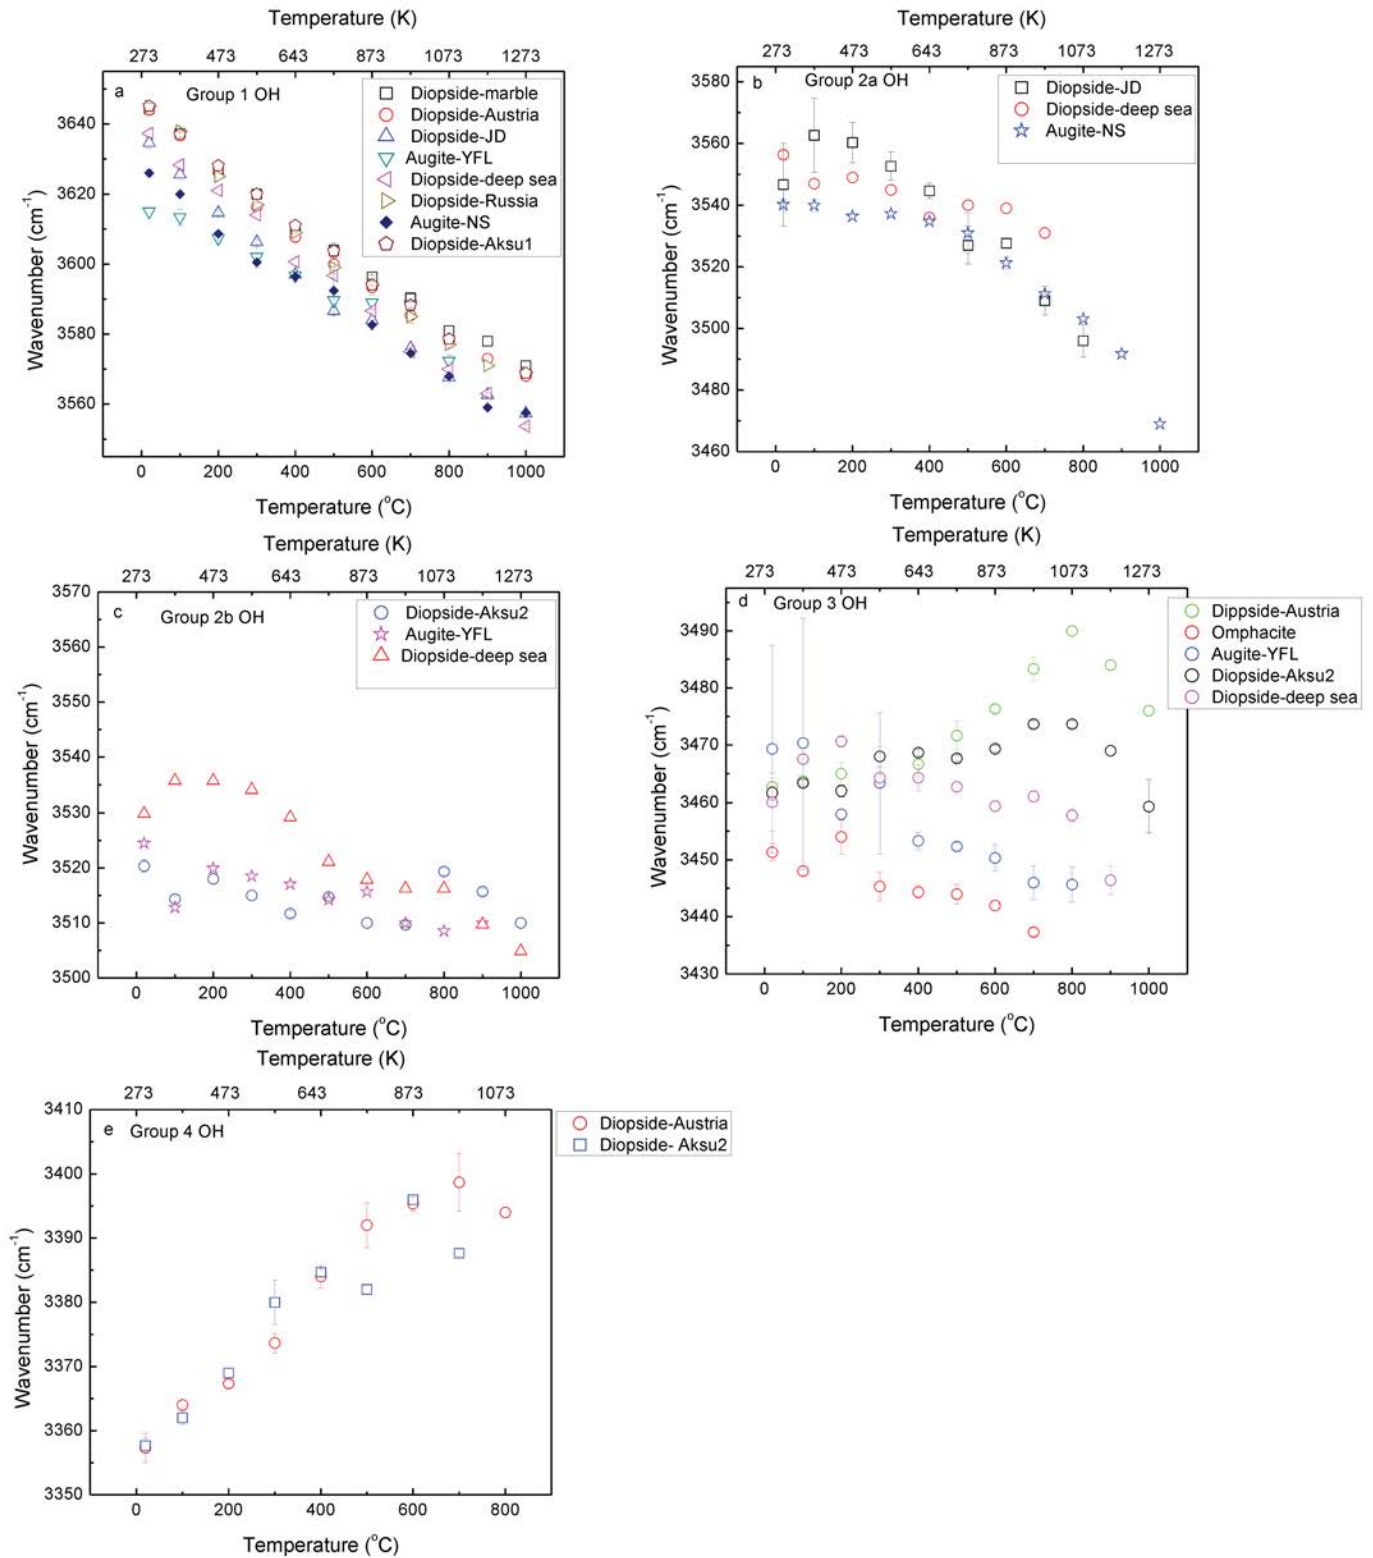 Temperature (K)
273 473 643 873 1073 1273
a Group 1 OH
Diopside-marble
Diopside-Austria
Diopside-JD
Augite-YFL
Diopside-deep sea
Diopside-Russia
Augite-NS
Diopside-Aksu1
3640
3620
3600
3580
3560
Wavenumber (cm⁻¹)
0 200 400 600 800 1000
Temperature (°C)
Temperature (K)
273 473 643 873 1073 1273
b Group 2a OH
Diopside-JD
Diopside-deep sea
Augite-NS
3580
3560
3540
3520
3500
3480
3460
Wavenumber (cm⁻¹)
0 200 400 600 800 1000
Temperature (°C)
Temperature (K)
273 473 643 873 1073 1273
c Group 2b OH
Diopside-Aksu2
Augite-YFL
Diopside-deep sea
3570
3560
3550
3540
3530
3520
3510
3500
Wavenumber (cm⁻¹)
0 200 400 600 800 1000
Temperature (°C)
Temperature (K)
273 473 643 873 1073 1273
d Group 3 OH
Dippside-Austria
Omphacite
Augite-YFL
Diopside-Aksu2
Diopside-deep sea
3490
3480
3470
3460
3450
3440
3430
Wavenumber (cm⁻¹)
0 200 400 600 800 1000
Temperature (°C)
Temperature (K)
273 473 643 873 1073
e Group 4 OH
Diopside-Austria
Diopside- Aksu2
3410
3400
3390
3380
3370
3360
3350
Wavenumber (cm⁻¹)
0 200 400 600 800
Temperature (°C)